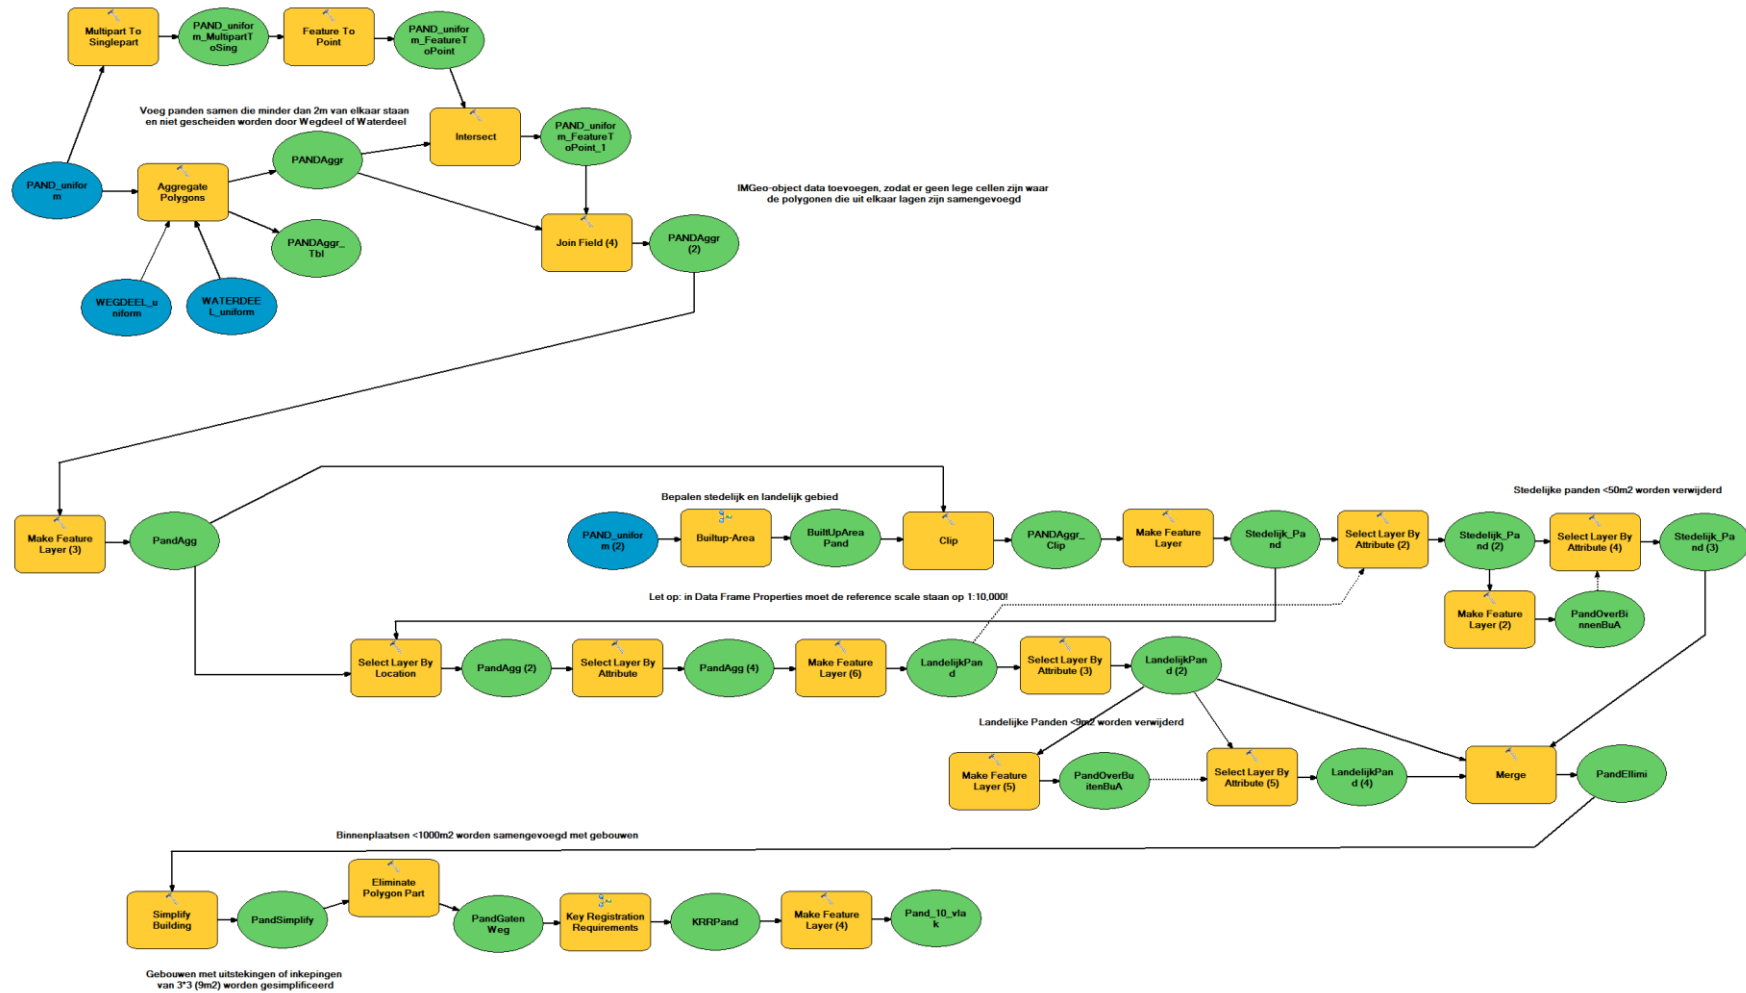 Multipart To
Singlepart
PAND_unifor
m_MultipartT
oSing
Feature To
Point
PAND_unifor
m_FeatureT
oPoint
Voeg panden samen die minder dan 2m van elkaar staan
en niet gescheiden worden door Wegdeel of Waterdeel
Intersect
PAND_unifor
m_FeatureT
oPoint_1
PANDAggr
PAND_unifor
m
Aggregate
Polygons
IMGeo-object data toevoegen, zodat er geen lege cellen zijn waar
de polygonen die uit elkaar lagen zijn samengevoegd
PANDAggr_
Tbl
Join Field (4)
PANDAggr
(2)
WEGDEEL_u
niform
WATERDEE
L_uniform
Bepalen stedelijk en landelijk gebied
Stedelijke panden <50m2 worden verwijderd
Make Feature
Layer (3)
PandAgg
PAND_unifor
m (2)
Builtup-Area
BuiltUpArea
Pand
Clip
PANDAggr_
Clip
Make Feature
Layer
Stedelijk_Pa
nd
Select Layer By
Attribute (2)
Stedelijk_Pa
nd (2)
Select Layer By
Attribute (4)
Stedelijk_Pa
nd (3)
Let op: in Data Frame Properties moet de reference scale staan op 1:10,000!
Make Feature
Layer (2)
PandOverBi
nnenBuA
Select Layer By
Location
PandAgg (2)
Select Layer By
Attribute
PandAgg (4)
Make Feature
Layer (6)
LandelijkPan
d
Select Layer By
Attribute (3)
LandelijkPan
d (2)
Landelijke Panden <9m2 worden verwijderd
Make Feature
Layer (5)
PandOverBu
itenBuA
Select Layer By
Attribute (5)
LandelijkPan
d (4)
Merge
PandEllimi
Binnenplaatsen <1000m2 worden samengevoegd met gebouwen
Simplify
Building
PandSimplify
Eliminate
Polygon Part
PandGaten
Weg
Key Registration
Requirements
KRRPand
Make Feature
Layer (4)
Pand_10_vla
k
Gebouwen met uitstekingen of inkepingen
van 3*3 (9m2) worden gesimplificeerd